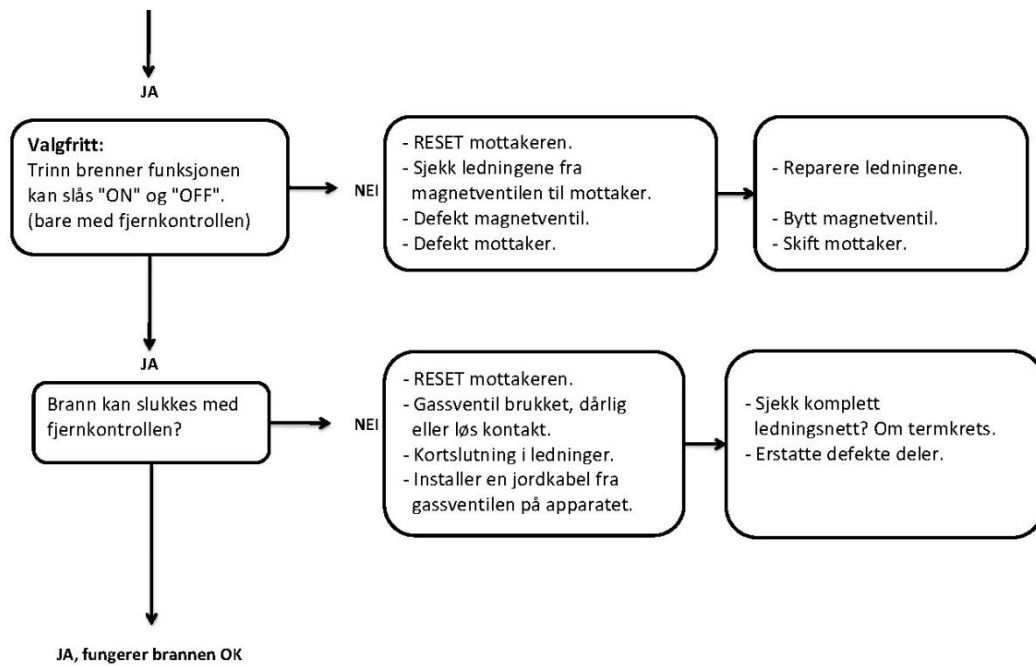 JA
Valgfritt:
Trinn brenner funksjonen
kan slås "ON" og "OFF".
(bare med fjernkontrollen)
NEI
- RESET mottakeren.
- Sjekk ledningene fra
magnetventilen til mottaker.
- Defekt magnetventil.
- Defekt mottaker.
- Reparere ledningene.
- Bytt magnetventil.
- Skift mottaker.
JA
Brann kan slukkes med
fjernkontrollen?
NEI
- RESET mottakeren.
- Gassventil brukket, dårlig
eller løs kontakt.
- Kortslutning i ledninger.
- Installer en jordkabel fra
gassventilen på apparatet.
- Sjekk komplett
ledningsnett? Om termkrets.
- Erstatte defekte deler.
JA, fungerer brannen OK